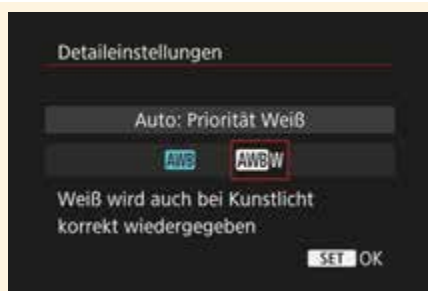 Detaileinstellungen
Auto: Priorität Weiß
AWB AWBW
Weiß wird auch bei Kunstlicht
korrekt wiedergegeben
SET OK